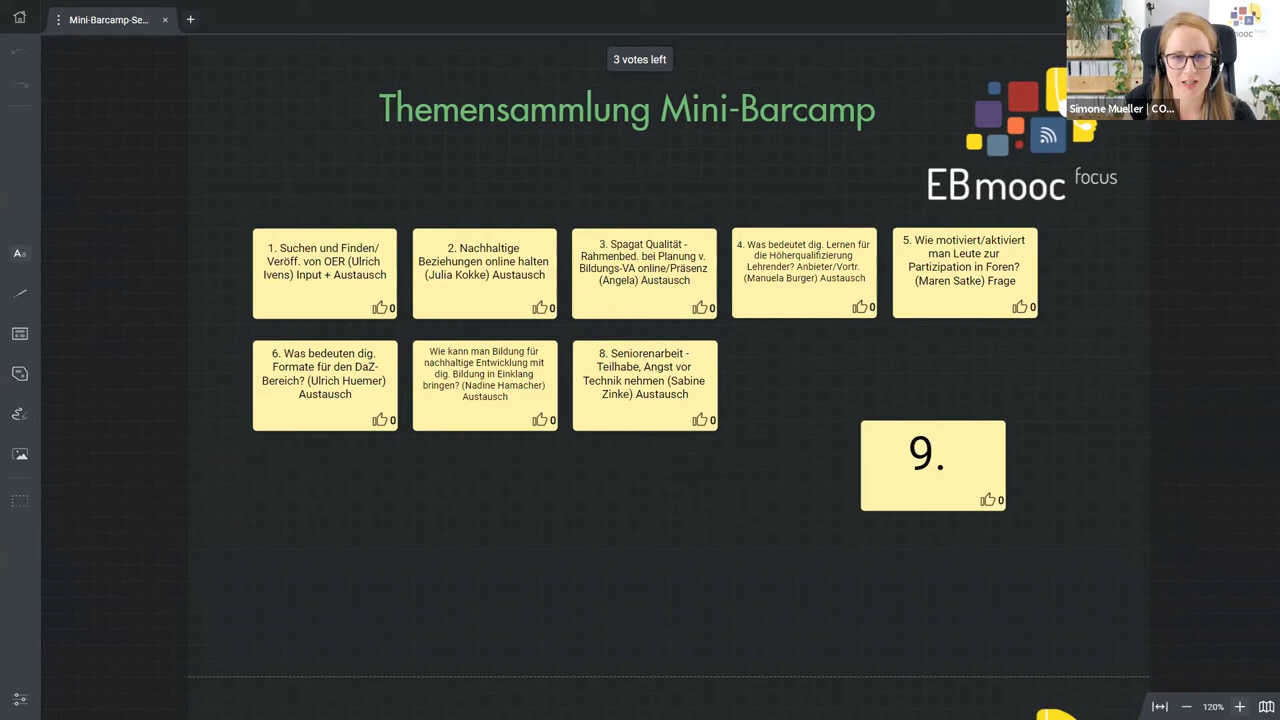 Mini-Barcamp-Se...
3 votes left
Themensammlung Mini-Barcamp
Simone Mueller | CO...
EBmooc focus
1. Suchen und Finden/
Veröff. von OER (Ulrich
Ivens) Input + Austausch
0
2. Nachhaltige
Beziehungen online halten
(Julia Kokke) Austausch
0
3. Spagat Qualität -
Rahmenbed. bei Planung v.
Bildungs-VA online/Präsenz
(Angela) Austausch
0
4. Was bedeutet dig. Lernen für
die Höherqualifizierung
Lehrender? Anbieter/Vortr.
(Manuela Burger) Austausch
0
5. Wie motiviert/aktiviert
man Leute zur
Partizipation in Foren?
(Maren Satke) Frage
0
6. Was bedeuten dig.
Formate für den DaZ-
Bereich? (Ulrich Huemer)
Austausch
0
Wie kann man Bildung für
nachhaltige Entwicklung mit
dig. Bildung in Einklang
bringen? (Nadine Hamacher)
Austausch
0
8. Seniorenarbeit -
Teilhabe, Angst vor
Technik nehmen (Sabine
Zinke) Austausch
0
9.
0
120%